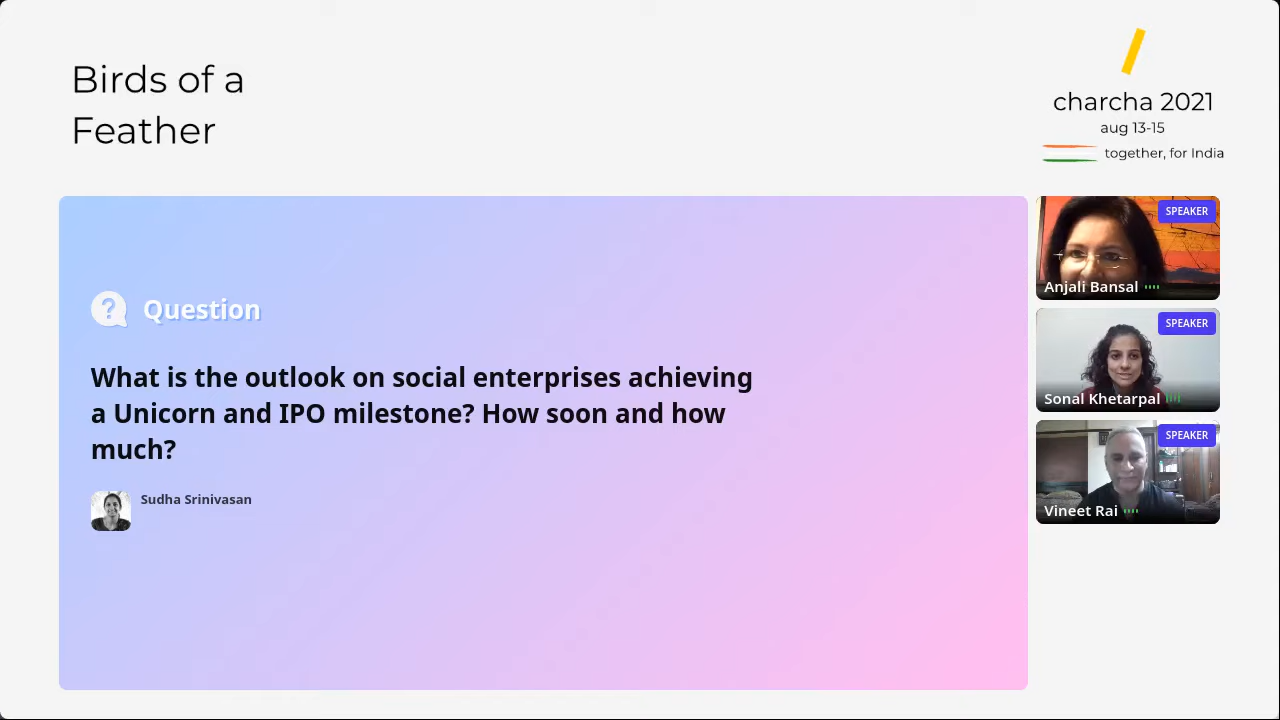 Birds of a
Feather
charcha 2021
aug 13-15
together, for India
SPEAKER
Anjali Bansal
SPEAKER
Sonal Khetarpal
SPEAKER
Vineet Rai
? Question
What is the outlook on social enterprises achieving
a Unicorn and IPO milestone? How soon and how
much?
Sudha Srinivasan